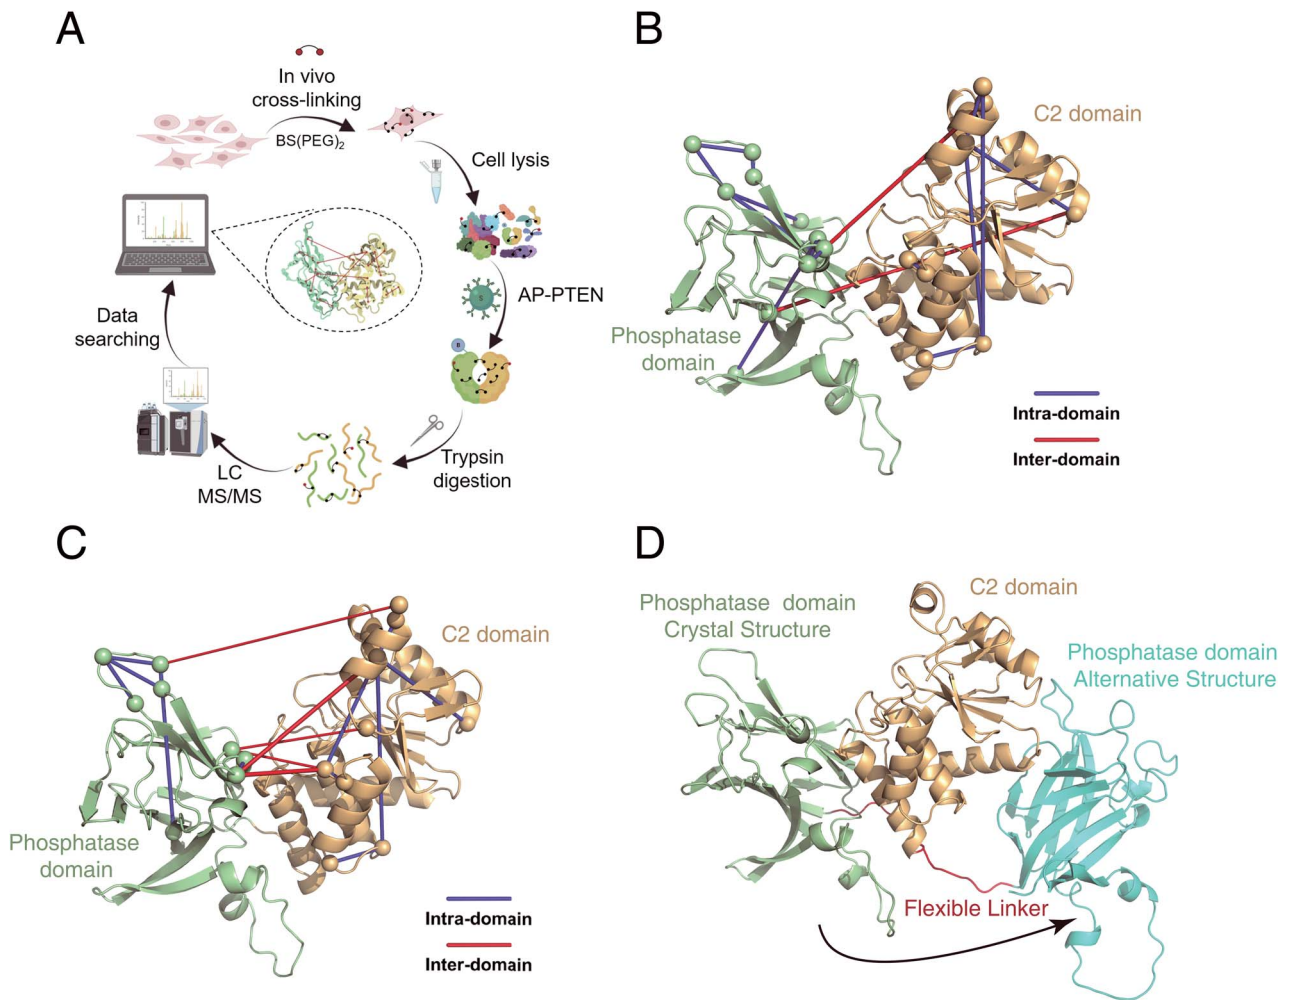 A
In vivo
cross-linking
BS(PEG)2
Cell lysis
AP-PTEN
Trypsin
digestion
LC
MS/MS
Data
searching
B
C2 domain
Phosphatase
domain
Intra-domain
Inter-domain
C
C2 domain
Phosphatase
domain
Intra-domain
Inter-domain
D
Phosphatase domain
Crystal Structure
C2 domain
Phosphatase domain
Alternative Structure
Flexible Linker